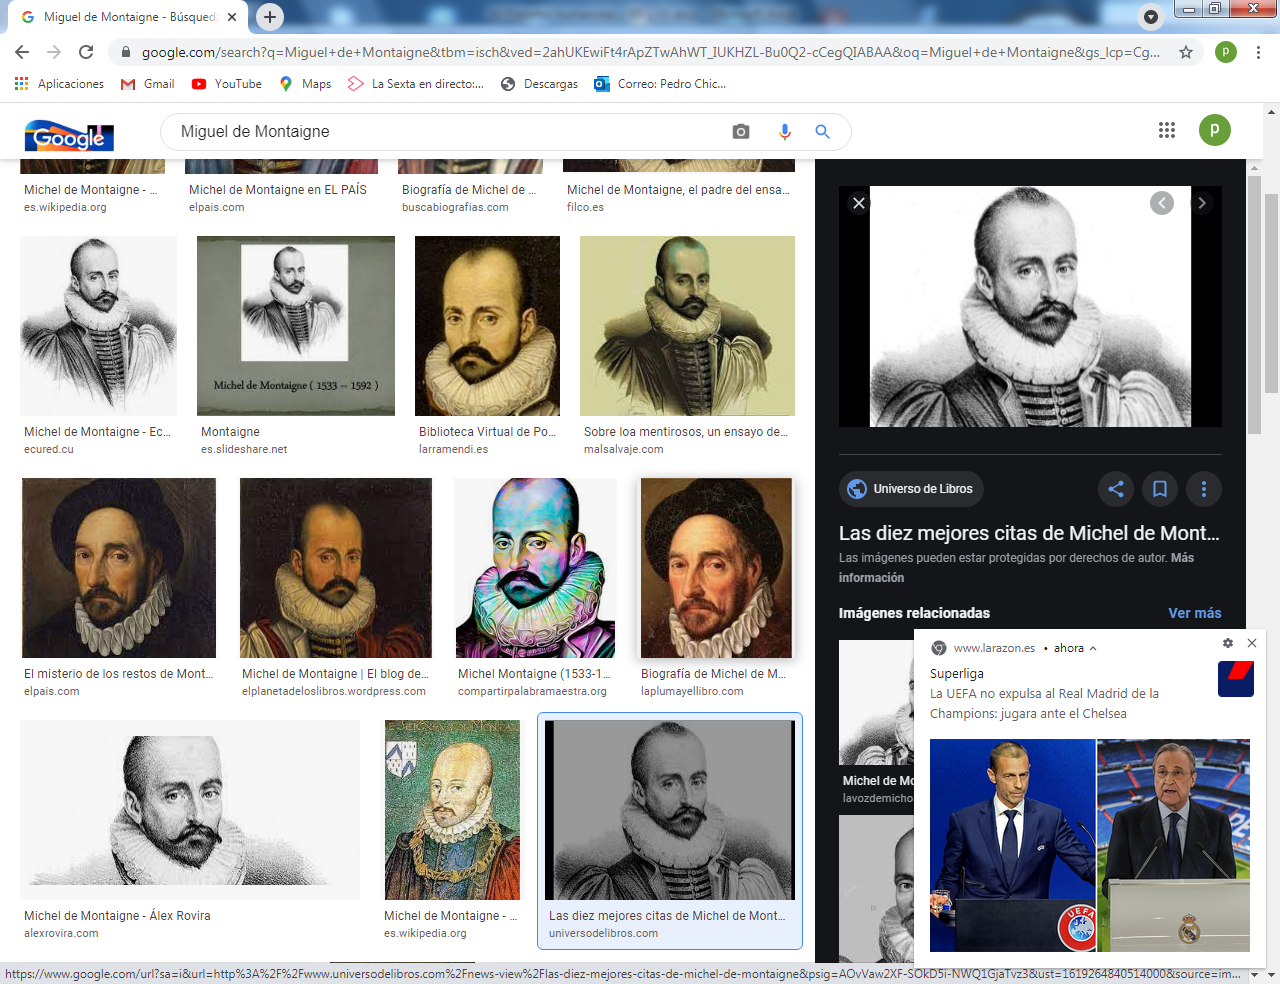 Miguel de Montaigne - Búsqued
google.com/search?q=Miguel+de+Montaigne&tbm=isch&ved=2ahUKEwiFt4rApZTwAhWT_IUKHZL-Bu0Q2-cCegQIABAA&oq=Miguel+de+Montaigne&gs_lcp=Cg...
p
Aplicaciones
Gmail
YouTube
Maps
La Sexta en directo:...
Descargas
Correo: Pedro Chic...
Google
Miguel de Montaigne
p
Michel de Montaigne - ...
es.wikipedia.org
Michel de Montaigne en EL PAÍS
elpais.com
Biografía de Michel de ...
buscabiografias.com
Michel de Montaigne, el padre del ensa...
filco.es
Michel de Montaigne ( 1533 – 1592 )
Michel de Montaigne - Ec...
ecured.cu
Montaigne
es.slideshare.net
Biblioteca Virtual de Po...
larramendi.es
Sobre loa mentirosos, un ensayo de...
malsalvaje.com
El misterio de los restos de Mont...
elpais.com
Michel de Montaigne | El blog de...
elplanetadeloslibros.wordpress.com
Michel Montaigne (1533-1...
compartirpalabramaestra.org
Biografía de Michel de M...
laplumayellibro.com
Michel de Montaigne - Álex Rovira
alexrovira.com
Michel de Montaigne - ...
es.wikipedia.org
Las diez mejores citas de Michel de Mont...
universodelibros.com
Universo de Libros
Las diez mejores citas de Michel de Mont...
Las imágenes pueden estar protegidas por derechos de autor. Más
información
Imágenes relacionadas
Ver más
Michel de Mo
lavozdemicho
www.larazon.es • ahora
Superliga
La UEFA no expulsa al Real Madrid de la
Champions: jugara ante el Chelsea
UEFA
https://www.google.com/url?sa=i&url=http%3A%2F%2Fwww.universodelibros.com%2Fnews-view%2Flas-diez-mejores-citas-de-michel-de-montaigne&psig=AOvVaw2XF-SOkD5i-NWQ1GjaTvz3&ust=1619264840514000&source=im...